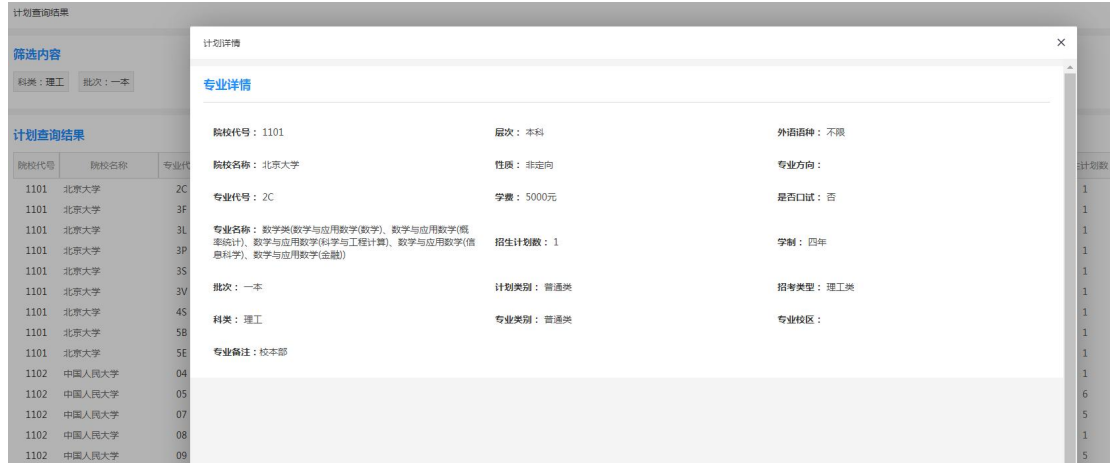 计划查询结果
筛选内容
科类：理工 批次：一本
计划查询结果
院校代号 院校名称 专业代 计划数
1101 北京大学 2C 1
1101 北京大学 3F 1
1101 北京大学 3L 1
1101 北京大学 3P 1
1101 北京大学 3S 1
1101 北京大学 3V 1
1101 北京大学 4S 1
1101 北京大学 5B 1
1101 北京大学 5E 1
1102 中国人民大学 04 1
1102 中国人民大学 05 6
1102 中国人民大学 07 5
1102 中国人民大学 08 1
1102 中国人民大学 09 5
计划详情 ×
专业详情
院校代号： 1101 层次： 本科 外语语种： 不限
院校名称： 北京大学 性质： 非定向 专业方向：
专业代号： 2C 学费： 5000元 是否口试： 否
专业名称： 数学类(数学与应用数学(数学)、数学与应用数学(概
率统计)、数学与应用数学(科学与工程计算)、数学与应用数学(信
息科学)、数学与应用数学(金融))
招生计划数： 1 学制： 四年
批次： 一本 计划类别： 普通类 招考类型： 理工类
科类： 理工 专业类别： 普通类 专业校区：
专业备注：校本部